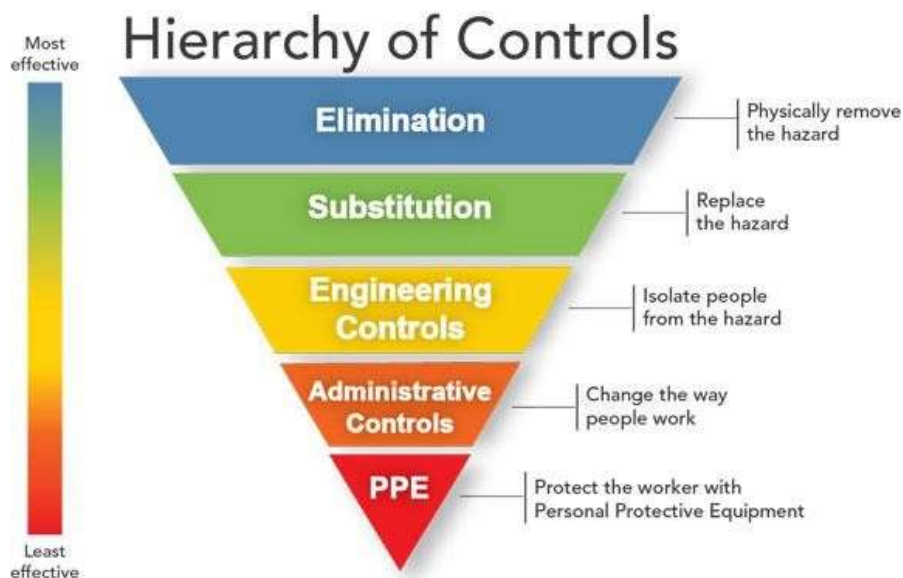 Hierarchy of Controls
Most
effective
Elimination
Physically remove
the hazard
Substitution
Replace
the hazard
Engineering
Controls
Isolate people
from the hazard
Administrative
Controls
Change the way
people work
PPE
Protect the worker with
Personal Protective Equipment
Least
effective